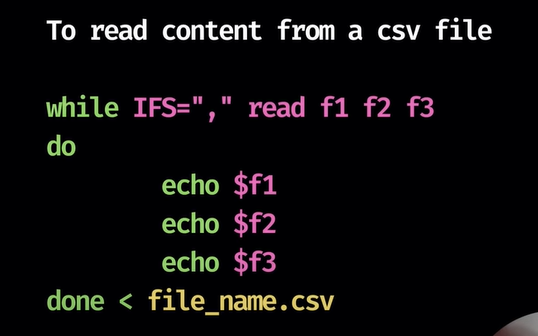 To read content from a csv file
while IFS="," read f1 f2 f3
do
echo $f1
echo $f2
echo $f3
done < file_name.csv